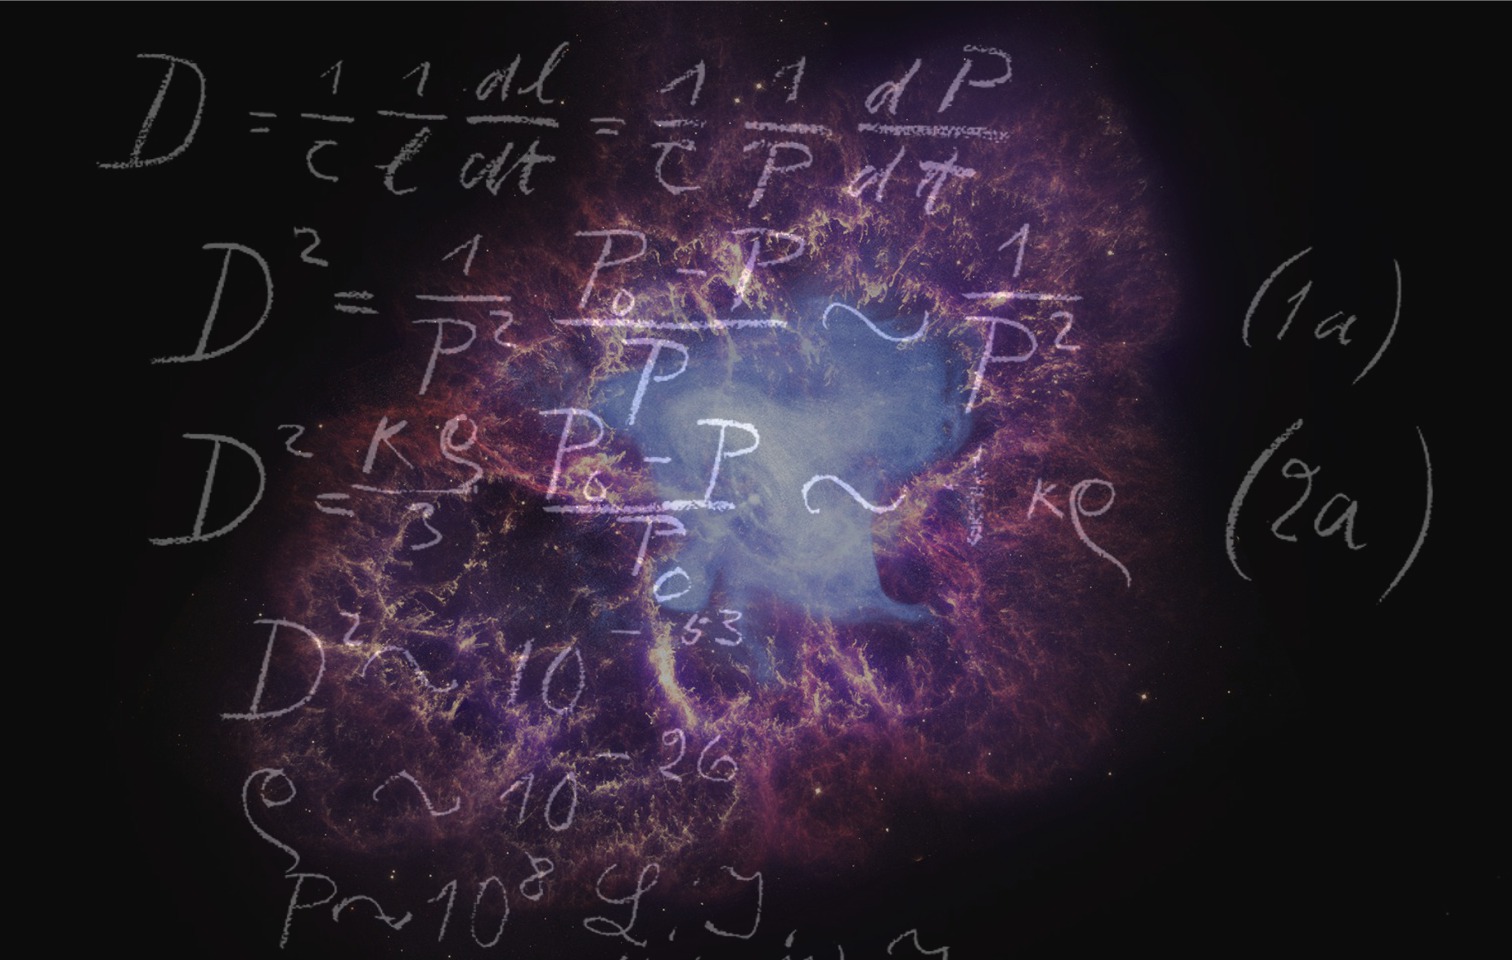 D = 1/c 1/l dl/dt = 1/c 1/P dP/dt
D² = 1/P² (P₀-P)/P ~ 1/P² (1a)
D² = κρ/3 (P₀-P)/P₀ ~ κρ (2a)
D² ~ 10⁻⁵³
ρ ~ 10⁻²⁶
P ~ 10⁸ L.J.